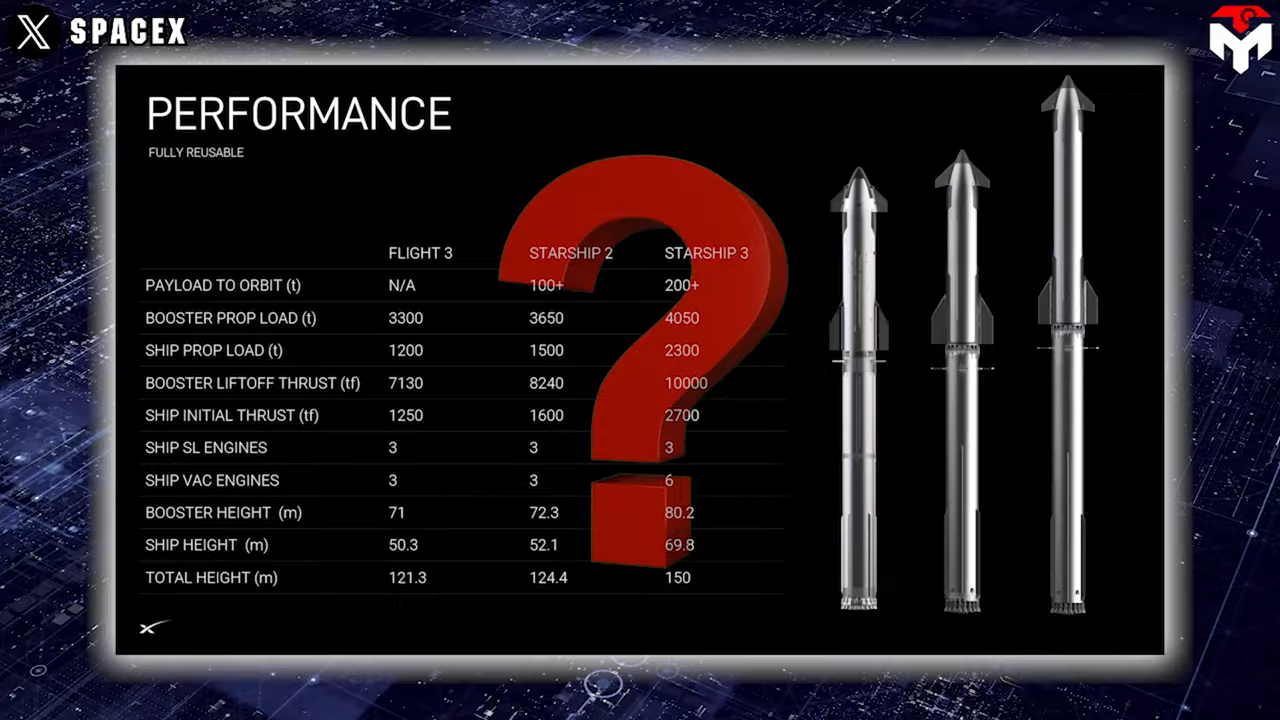 X SPACEX
M
PERFORMANCE
FULLY REUSABLE
FLIGHT 3 STARSHIP 2 STARSHIP 3
PAYLOAD TO ORBIT (t) N/A 100+ 200+
BOOSTER PROP LOAD (t) 3300 3650 4050
SHIP PROP LOAD (t) 1200 1500 2300
BOOSTER LIFTOFF THRUST (tf) 7130 8240 10000
SHIP INITIAL THRUST (tf) 1250 1600 2700
SHIP SL ENGINES 3 3 3
SHIP VAC ENGINES 3 3 6
BOOSTER HEIGHT (m) 71 72.3 80.2
SHIP HEIGHT (m) 50.3 52.1 69.8
TOTAL HEIGHT (m) 121.3 124.4 150
?
X